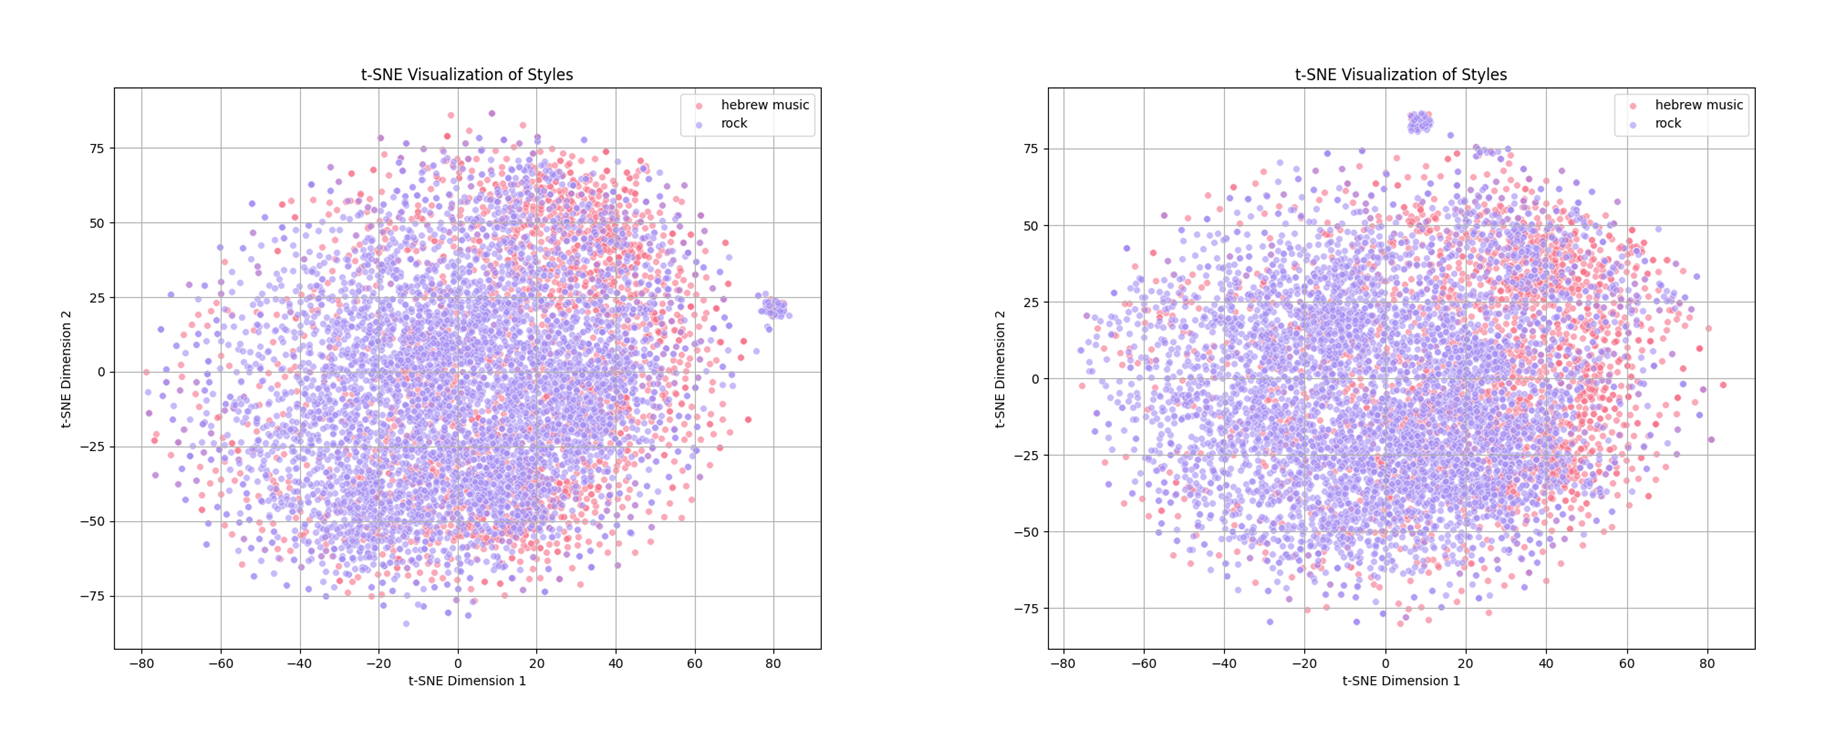 t-SNE Visualization of Styles
hebrew music
rock
75
50
25
0
−25
−50
−75
t-SNE Dimension 2
−80 −60 −40 −20 0 20 40 60 80
t-SNE Dimension 1
t-SNE Visualization of Styles
hebrew music
rock
75
50
25
0
−25
−50
−75
t-SNE Dimension 2
−80 −60 −40 −20 0 20 40 60 80
t-SNE Dimension 1